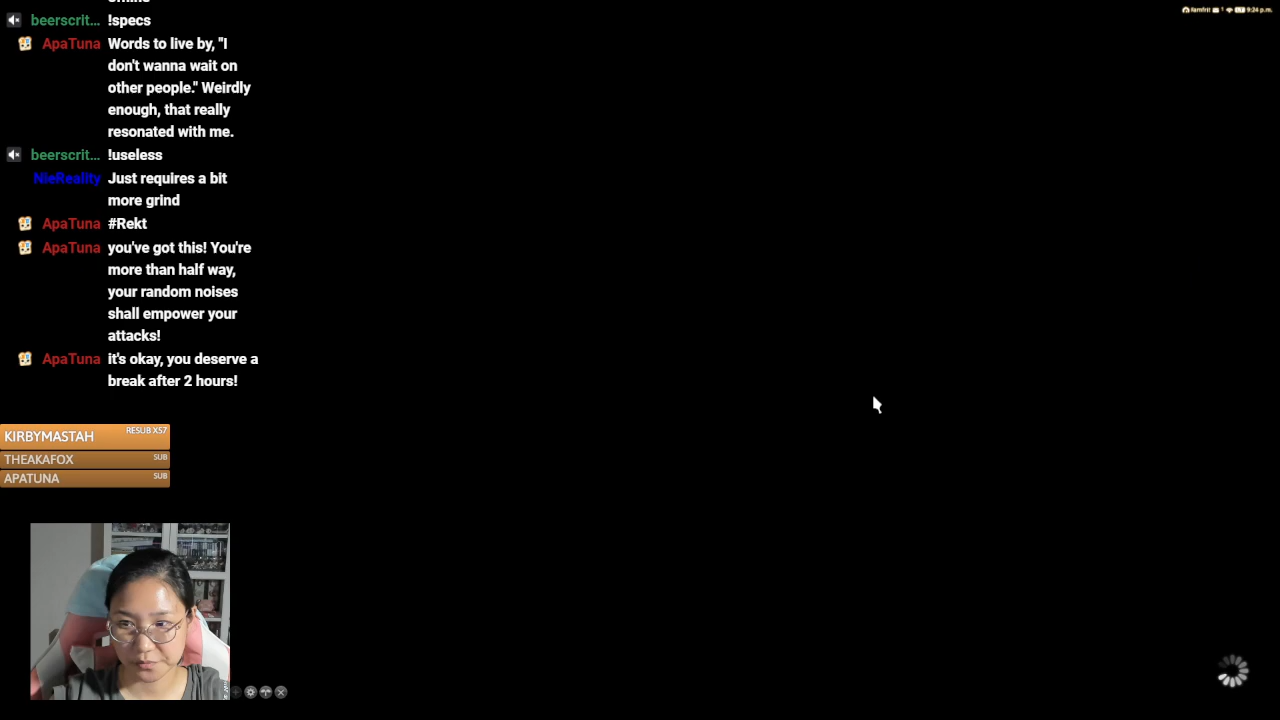 beerscrit... !specs
ApaTuna Words to live by, "I
don't wanna wait on
other people." Weirdly
enough, that really
resonated with me.
beerscrit... !useless
NieReality Just requires a bit
more grind
ApaTuna #Rekt
ApaTuna you've got this! You're
more than half way,
your random noises
shall empower your
attacks!
ApaTuna it's okay, you deserve a
break after 2 hours!
KIRBYMASTAH RESUB X57
THEAKAFOX SUB
APATUNA SUB
9:24 p.m.